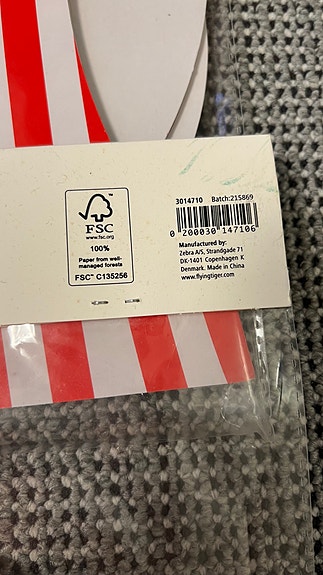 FSC
www.fsc.org
100%
Paper from well-
managed forests
FSC™ C135256
3014710 Batch:215869
0 200030 147106
Manufactured by:
Zebra A/S, Strandgade 71
DK-1401 Copenhagen K
Denmark. Made in China
www.flyingtiger.com